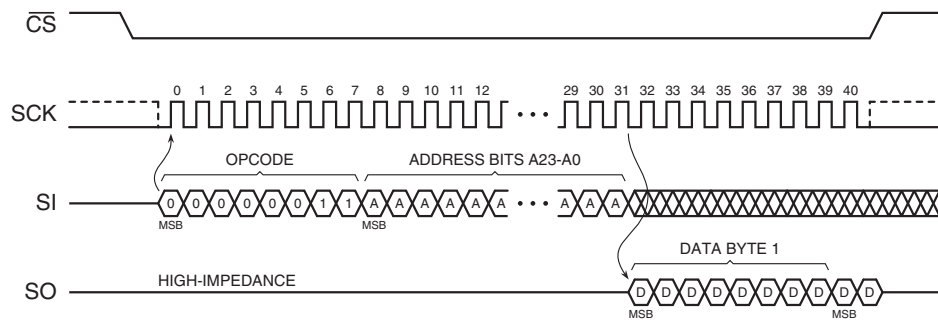 CS
0 1 2 3 4 5 6 7 8 9 10 11 12 29 30 31 32 33 34 35 36 37 38 39 40
SCK
OPCODE ADDRESS BITS A23-A0
SI 0 0 0 0 0 0 1 1 A A A A A A A A A
MSB MSB
DATA BYTE 1
HIGH-IMPEDANCE
SO D D D D D D D D D D
MSB MSB